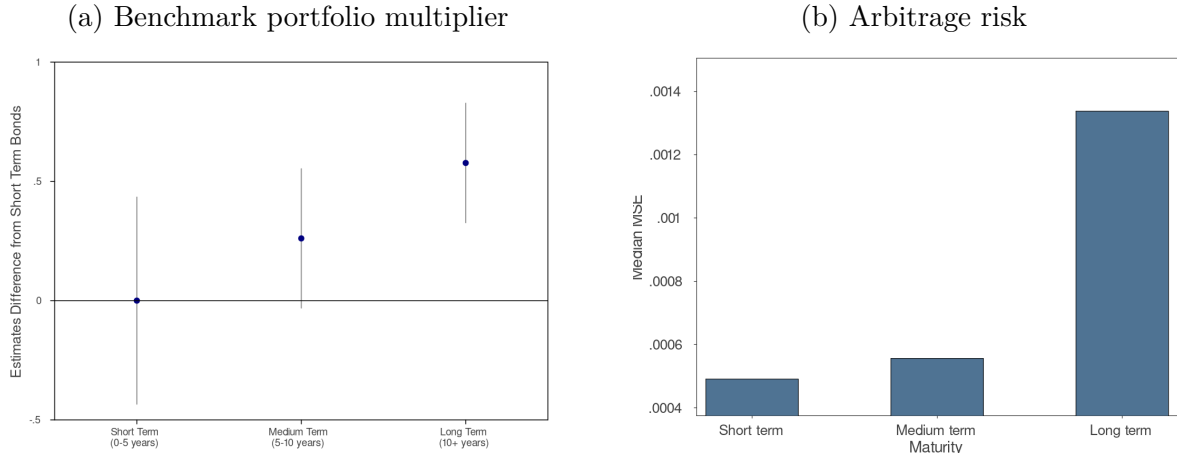 (a) Benchmark portfolio multiplier
Estimates Difference from Short Term Bonds
1
.5
0
-.5
Short Term
(0-5 years)
Medium Term
(5-10 years)
Long Term
(10+ years)
(b) Arbitrage risk
Median MSE
.0014
.0012
.001
.0008
.0006
.0004
Short term
Medium term
Long term
Maturity